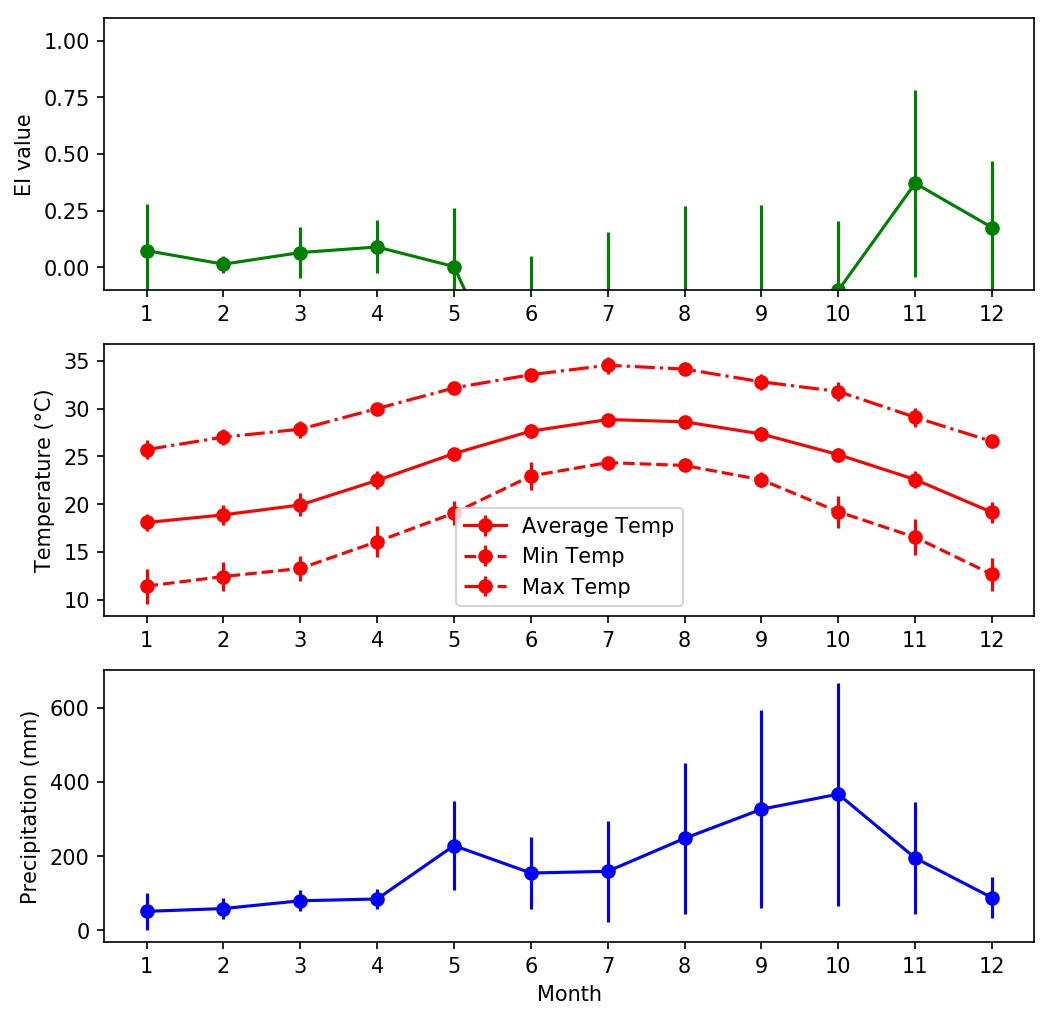 EI value
1.00
0.75
0.50
0.25
0.00
1 2 3 4 5 6 7 8 9 10 11 12
Temperature (°C)
35
30
25
20
15
10
Average Temp
Min Temp
Max Temp
1 2 3 4 5 6 7 8 9 10 11 12
Precipitation (mm)
600
400
200
0
1 2 3 4 5 6 7 8 9 10 11 12
Month